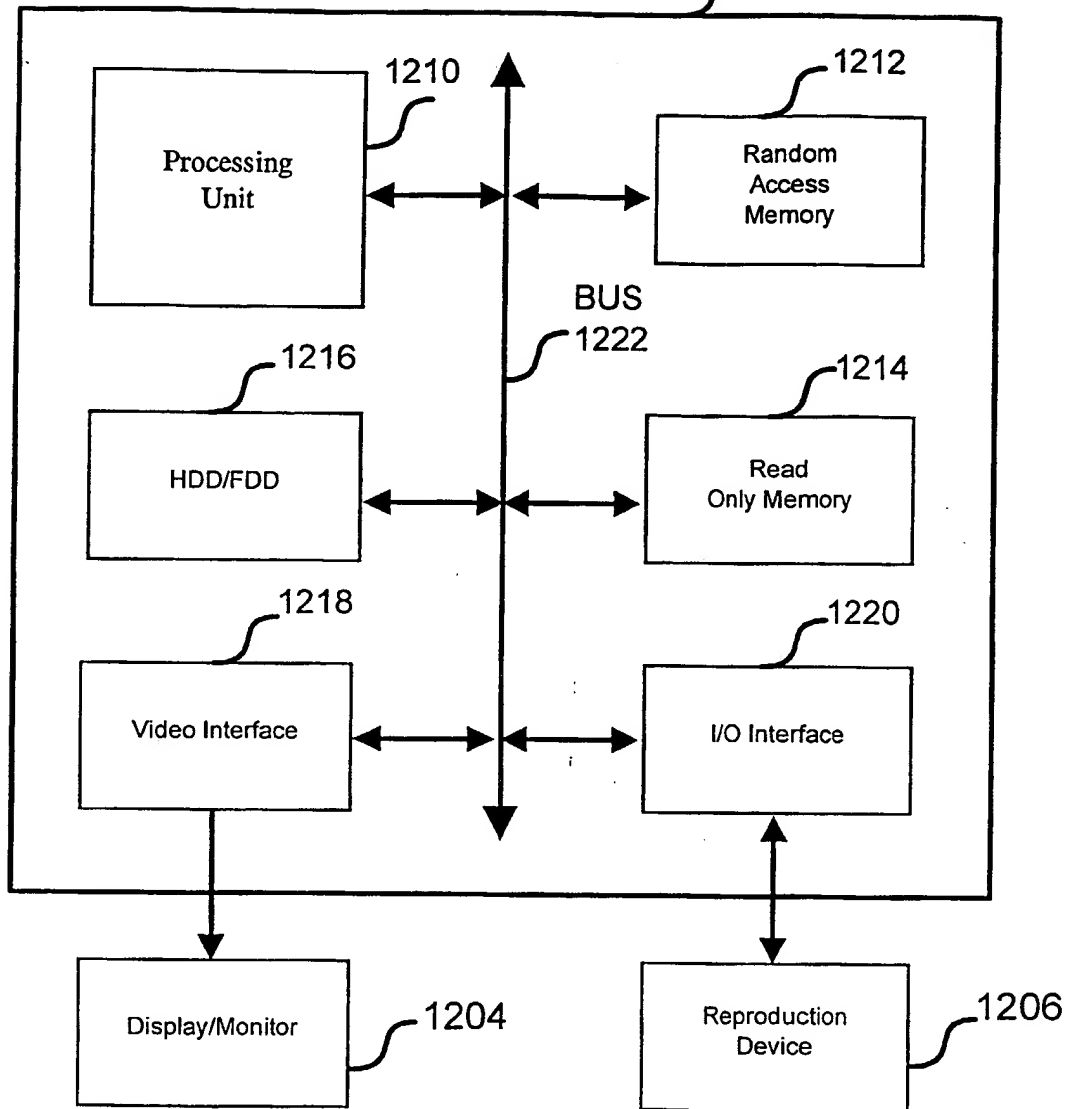 1210
Processing
Unit
1212
Random
Access
Memory
BUS
1222
1216
HDD/FDD
1214
Read
Only Memory
1218
Video Interface
1220
I/O Interface
Display/Monitor
1204
Reproduction
Device
1206